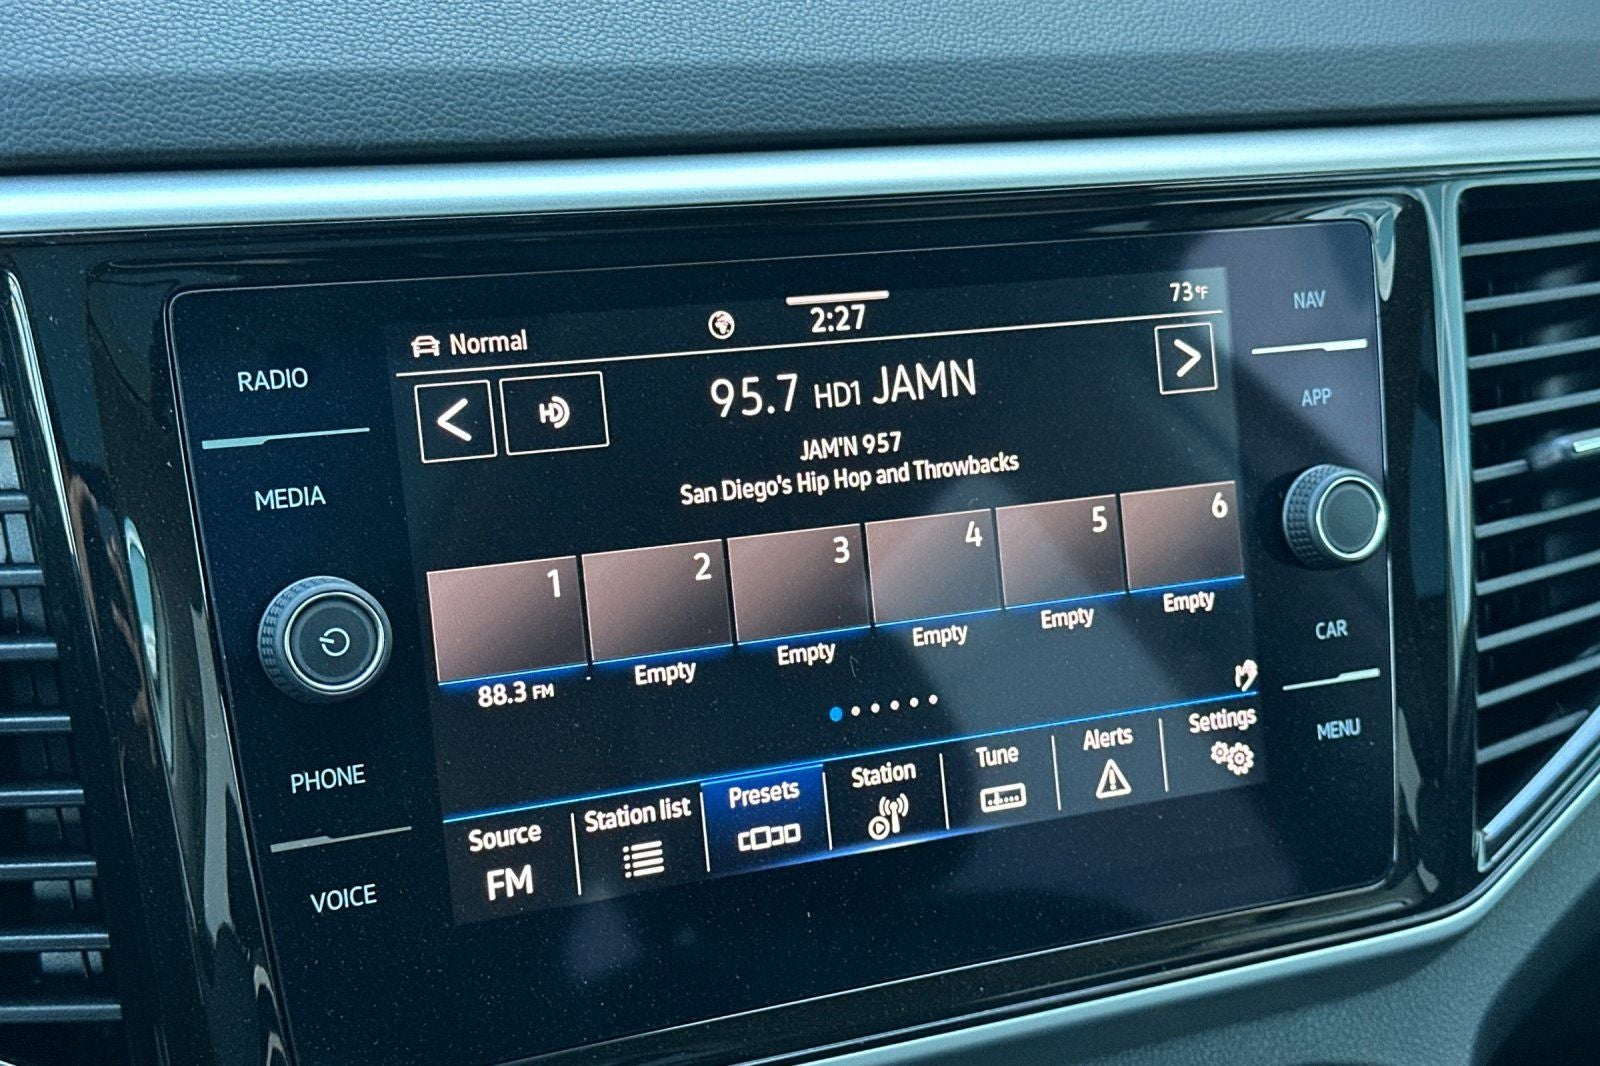 Normal
2:27
73°F
NAV
RADIO
HD
95.7 HD1 JAMN
APP
JAM'N 957
San Diego's Hip Hop and Throwbacks
MEDIA
1 2 3 4 5 6
88.3 FM Empty Empty Empty Empty Empty
CAR
MENU
PHONE
Source Station list Presets Station Tune Alerts Settings
FM
VOICE